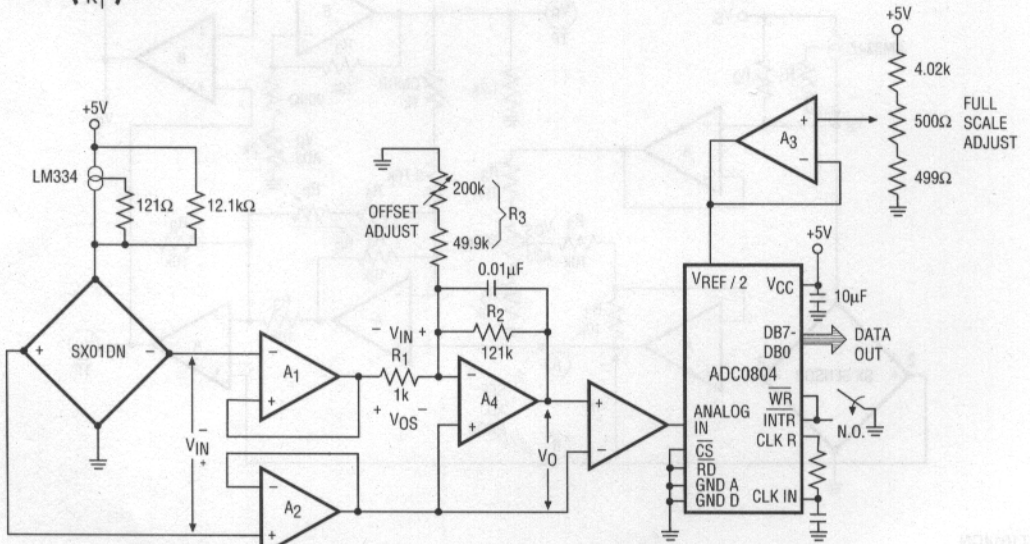 +5V
LM334
121Ω
12.1kΩ
SX01DN
+
−
VIN
−
+
A1
−
+
A2
−
+
200k
OFFSET
ADJUST
R3
49.9k
0.01µF
− VIN +
R2
121k
R1
1k
+ VOS −
A4
−
+
VO
+
−
+5V
4.02k
500Ω
FULL
SCALE
ADJUST
499Ω
A3
+
−
+5V
VREF / 2
VCC
10µF
DB7-
DB0
DATA
OUT
ADC0804
WR
ANALOG
IN
INTR
N.O.
CLK R
CS
RD
GND A
GND D
CLK IN